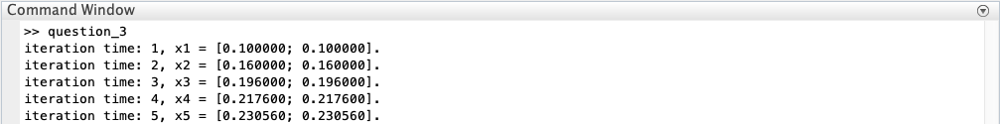 Command Window
>> question_3
iteration time: 1, x1 = [0.100000; 0.100000].
iteration time: 2, x2 = [0.160000; 0.160000].
iteration time: 3, x3 = [0.196000; 0.196000].
iteration time: 4, x4 = [0.217600; 0.217600].
iteration time: 5, x5 = [0.230560; 0.230560].